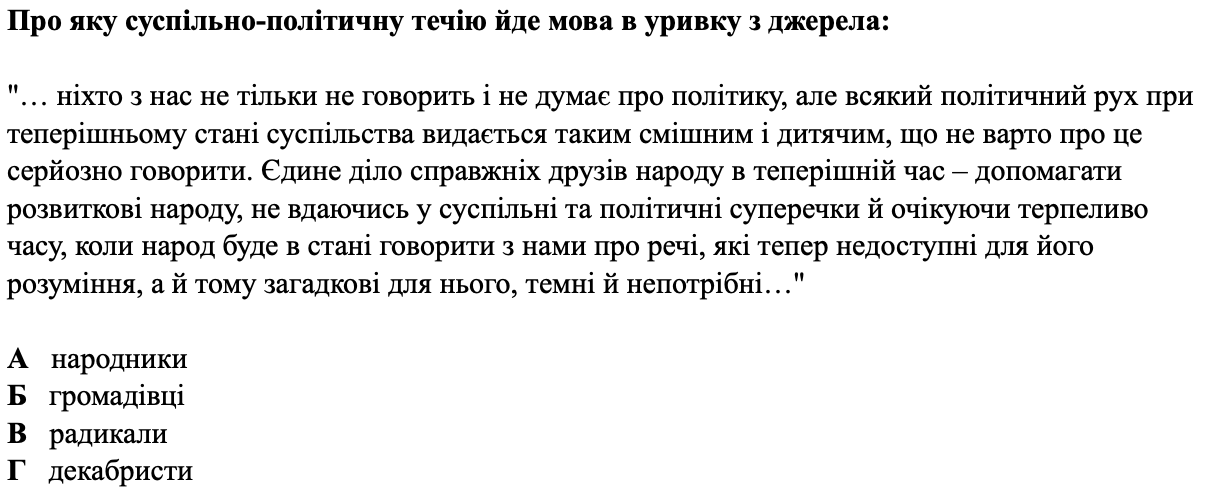 Про яку суспільно-політичну течію йде мова в уривку з джерела:
"… ніхто з нас не тільки не говорить і не думає про політику, але всякий політичний рух при
теперішньому стані суспільства видається таким смішним і дитячим, що не варто про це
серйозно говорити. Єдине діло справжніх друзів народу в теперішній час – допомагати
розвиткові народу, не вдаючись у суспільні та політичні суперечки й очікуючи терпеливо
часу, коли народ буде в стані говорити з нами про речі, які тепер недоступні для його
розуміння, а й тому загадкові для нього, темні й непотрібні…"
А народники
Б громадівці
В радикали
Г декабристи